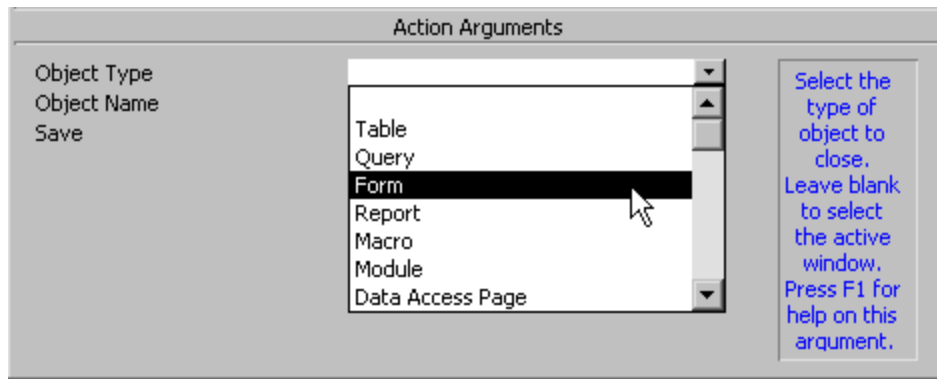 Action Arguments
Object Type
Object Name
Save
Table
Query
Form
Report
Macro
Module
Data Access Page
Select the
type of
object to
close.
Leave blank
to select
the active
window.
Press F1 for
help on this
argument.